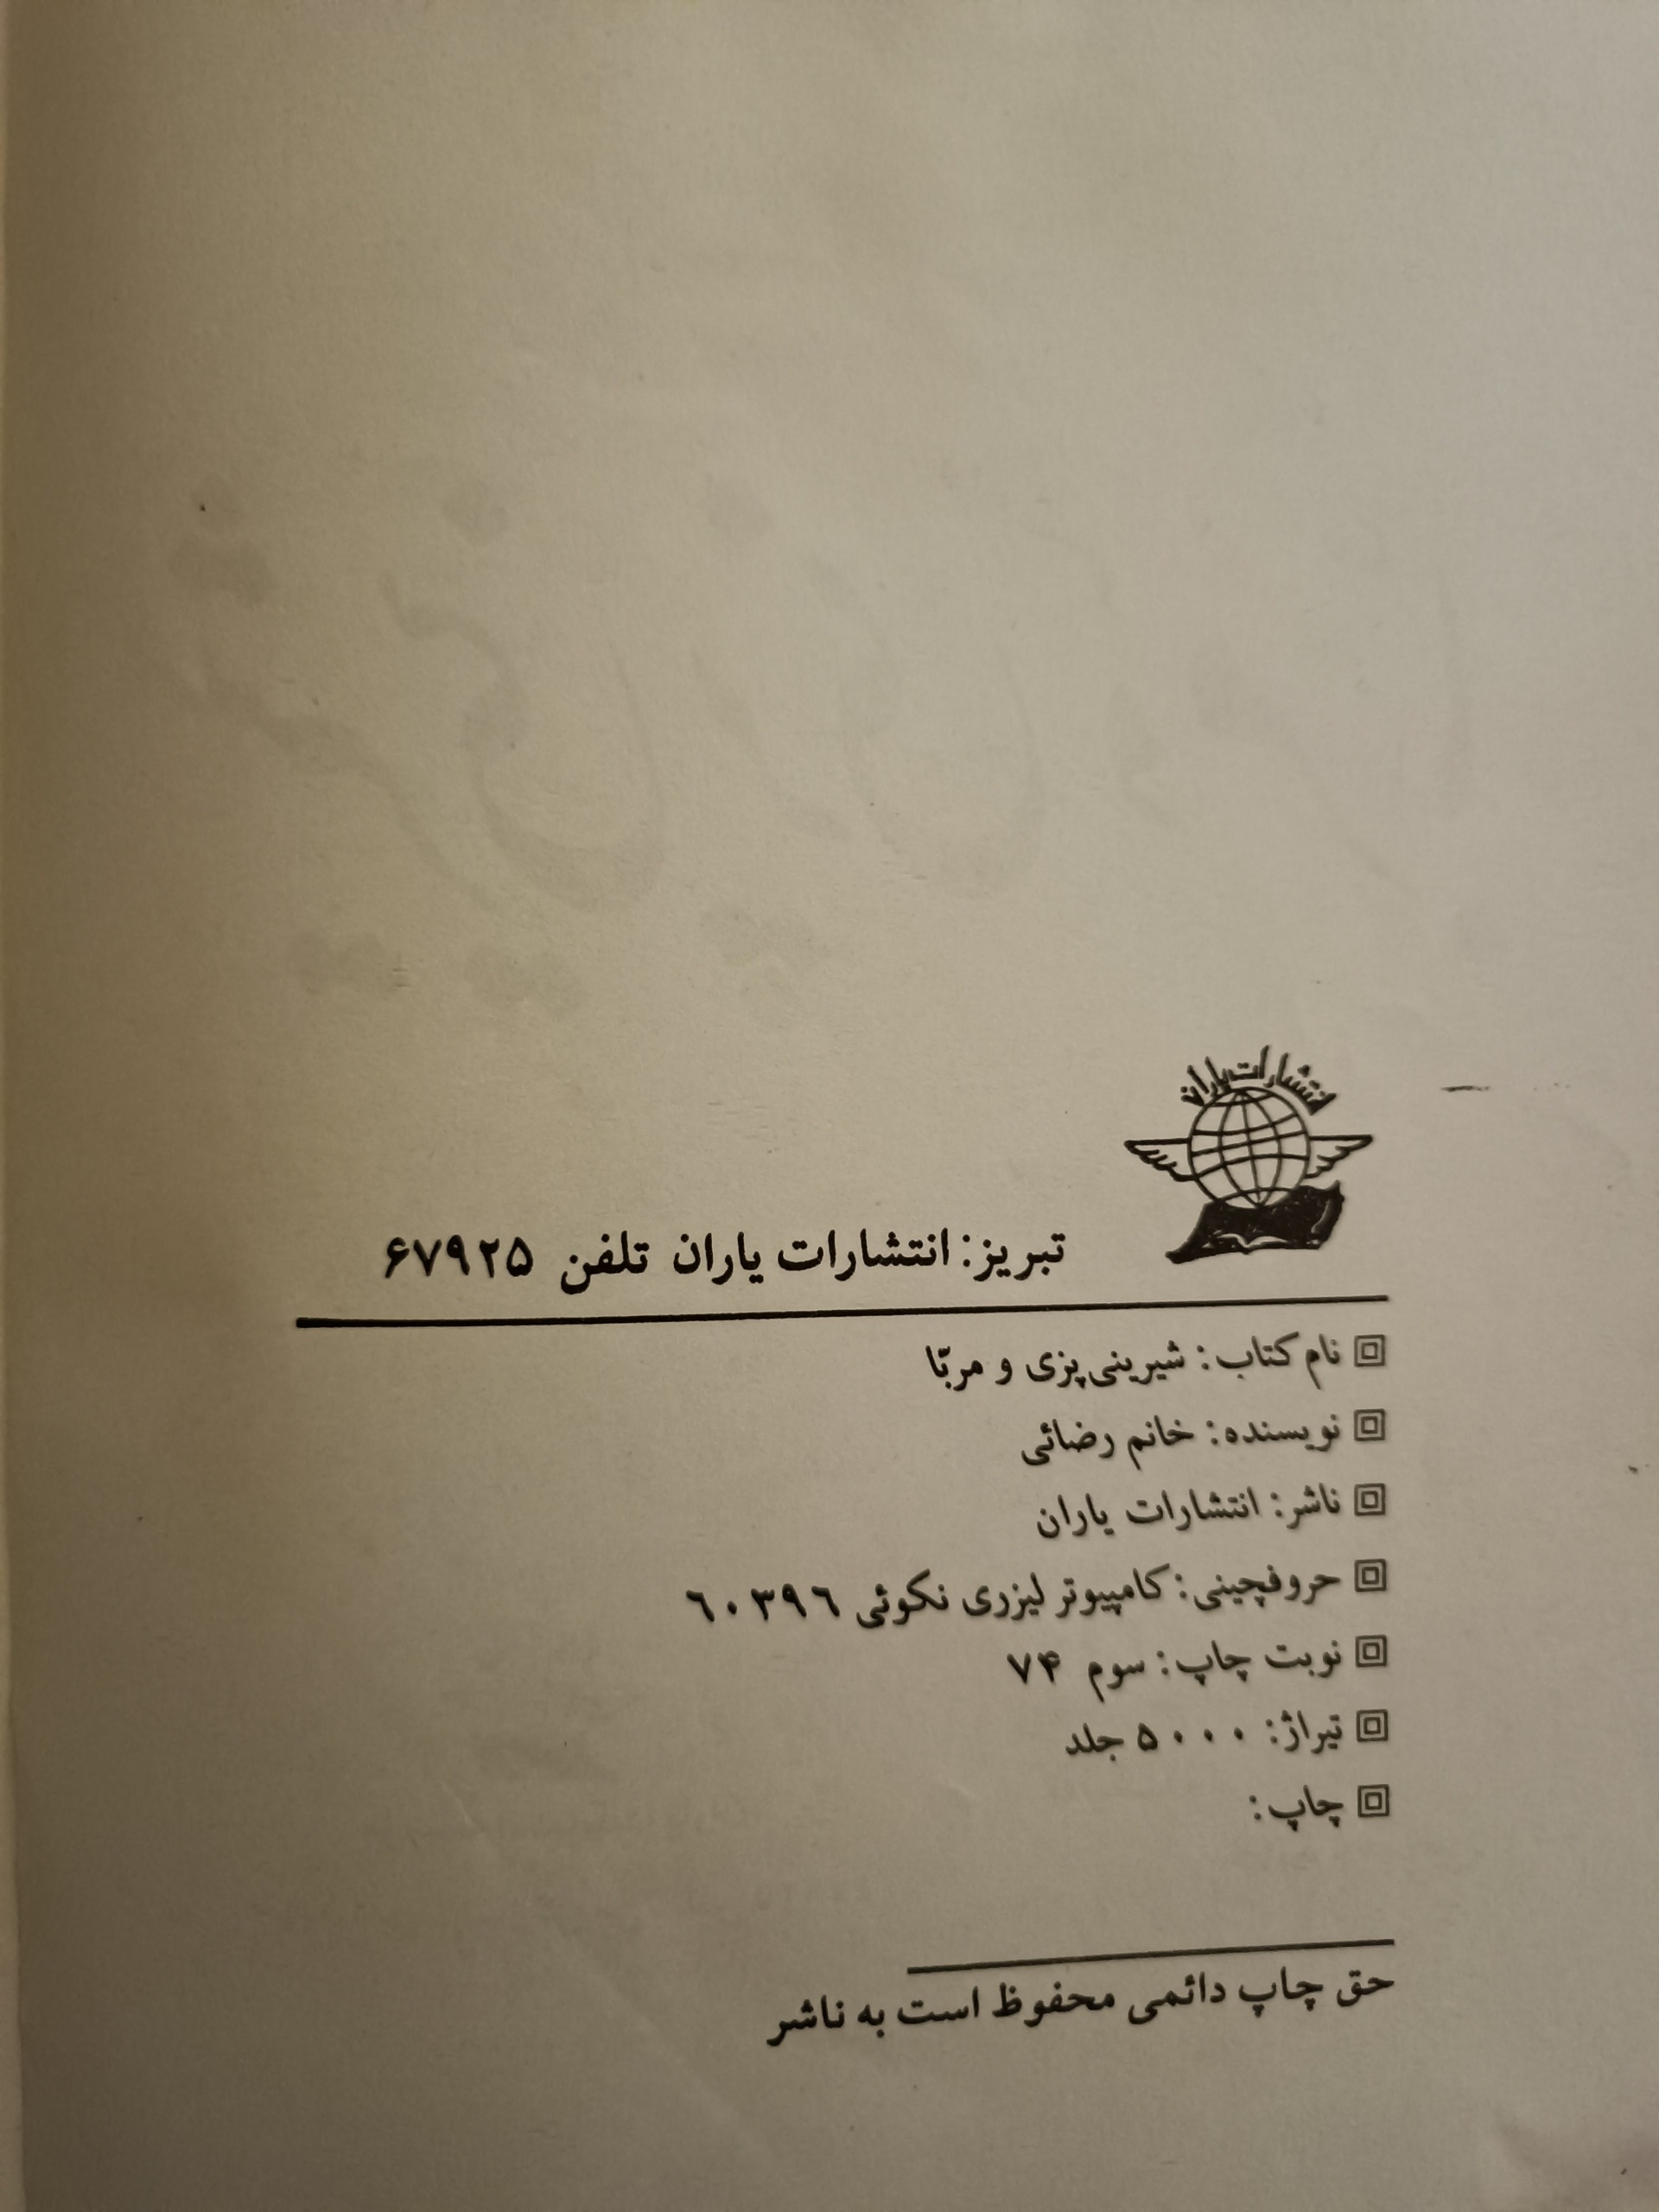 انتشارات یاران
تبریز: انتشارات یاران تلفن ۶۷۹۲۵
نام کتاب: شیرینی‌پزی و مربّا
نویسنده: خانم رضائی
ناشر: انتشارات یاران
حروفچینی: کامپیوتر لیزری نکوئی ٦٠٣٩٦
نوبت چاپ: سوم ۷۴
تیراژ: ۵۰۰۰ جلد
چاپ:
حق چاپ دائمی محفوظ است به ناشر